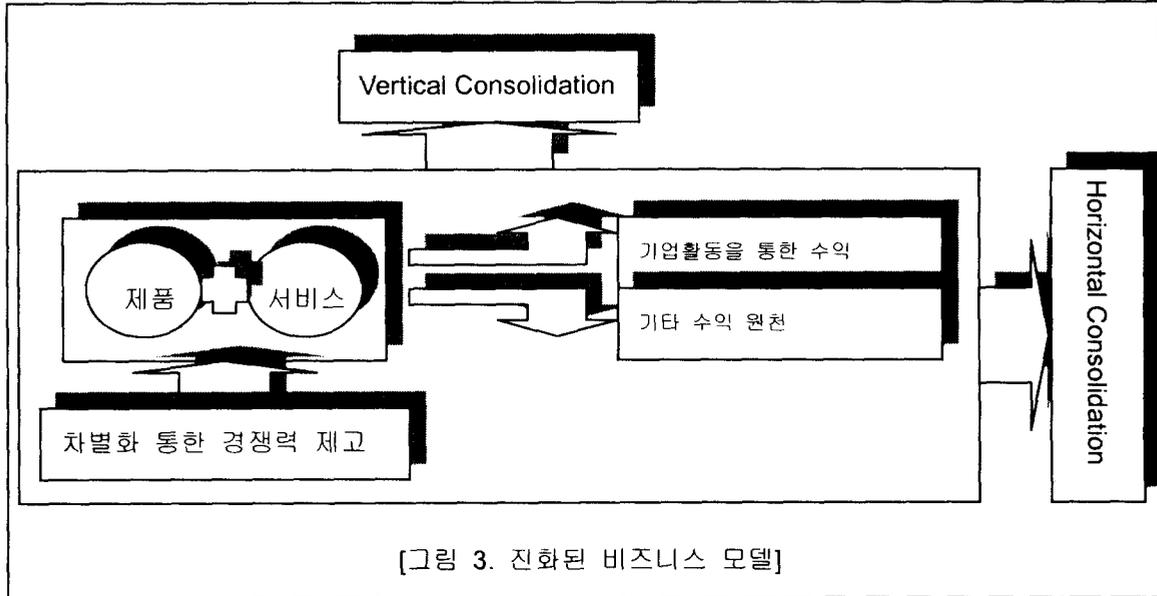 Vertical Consolidation
제품
서비스
기업활동을 통한 수익
기타 수익 원천
차별화 통한 경쟁력 제고
Horizontal Consolidation
[그림 3. 진화된 비즈니스 모델]